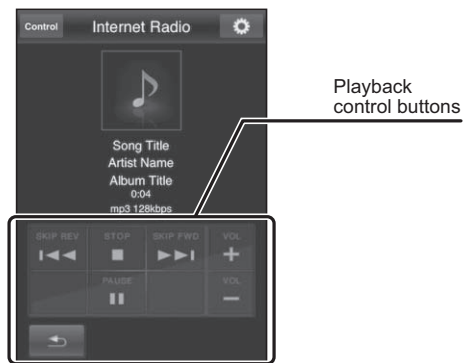 Control
Internet Radio
Playback
control buttons
Song Title
Artist Name
Album Title
0:04
mp3 128kbps
SKIP REV
STOP
SKIP FWD
VOL
PAUSE
VOL